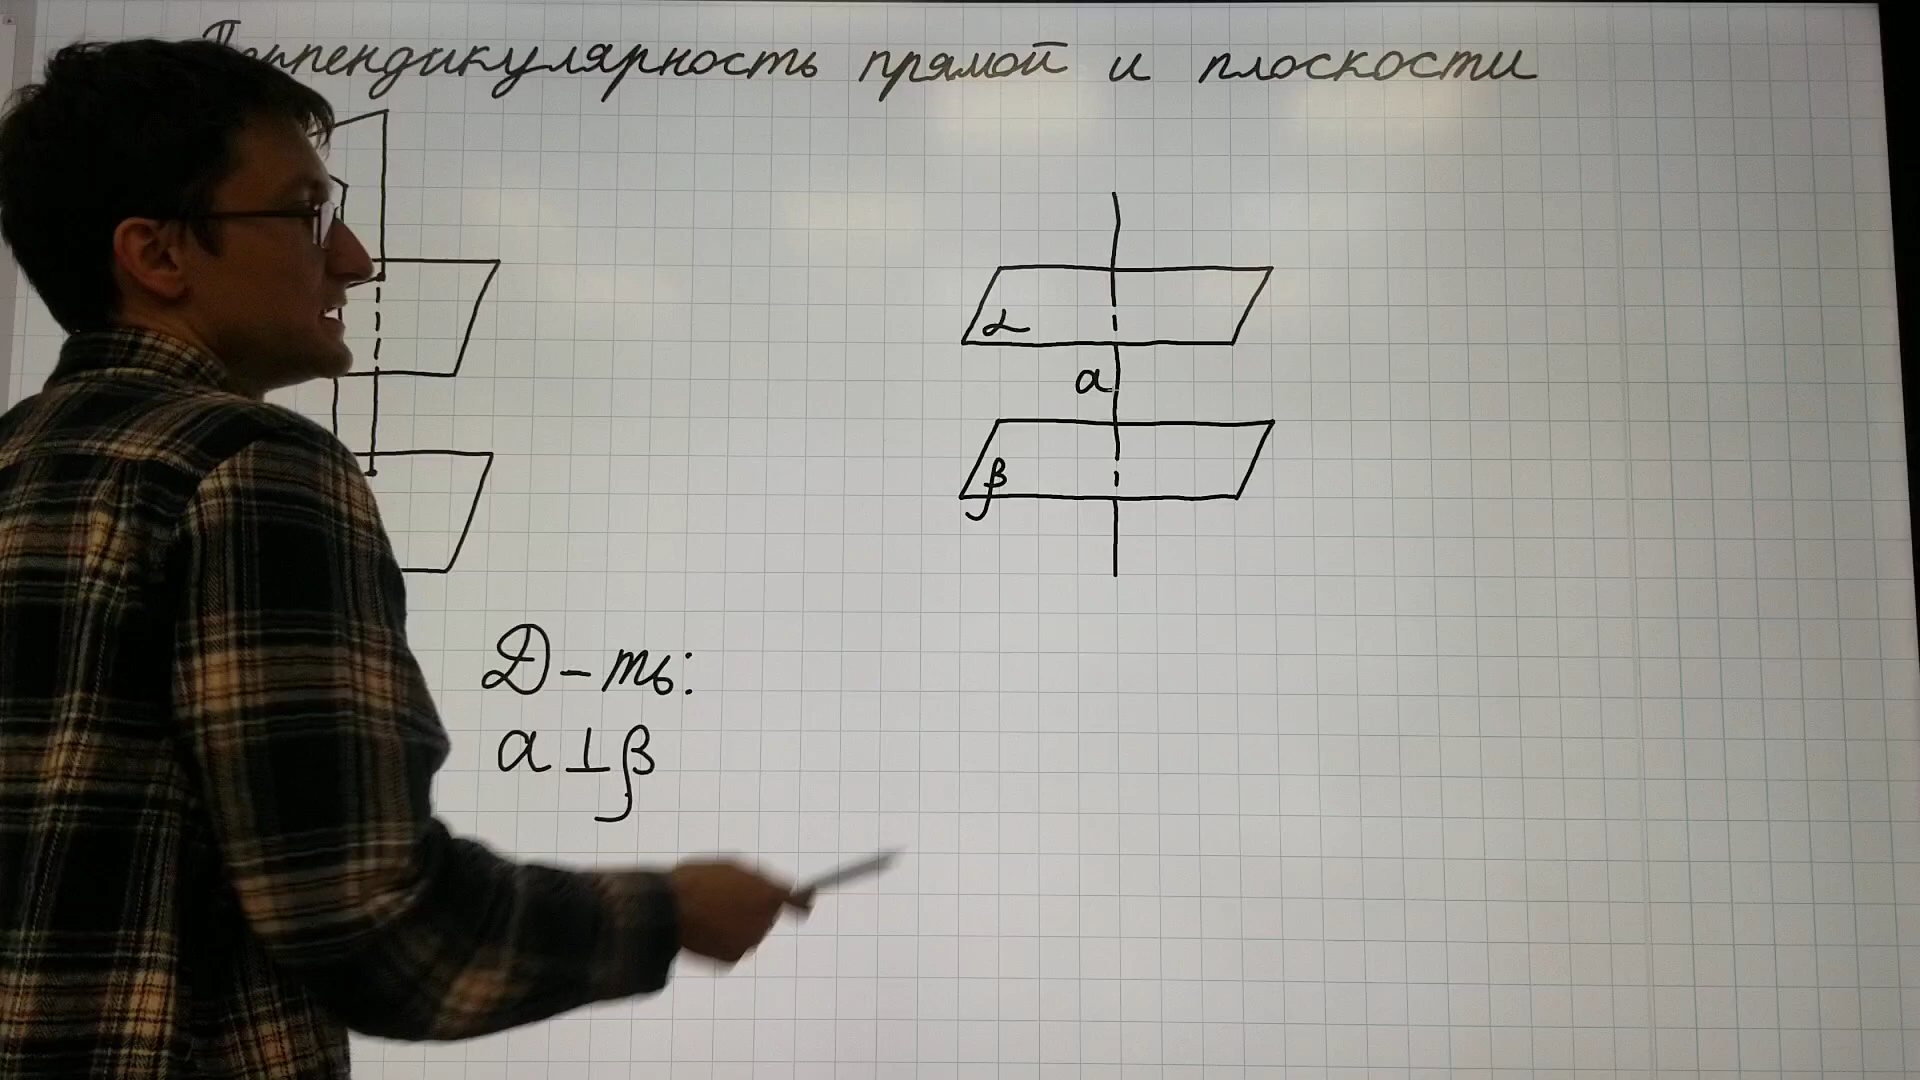 Перпендикулярность прямой и плоскости
α
a
β
Д-ть:
a ⊥ β